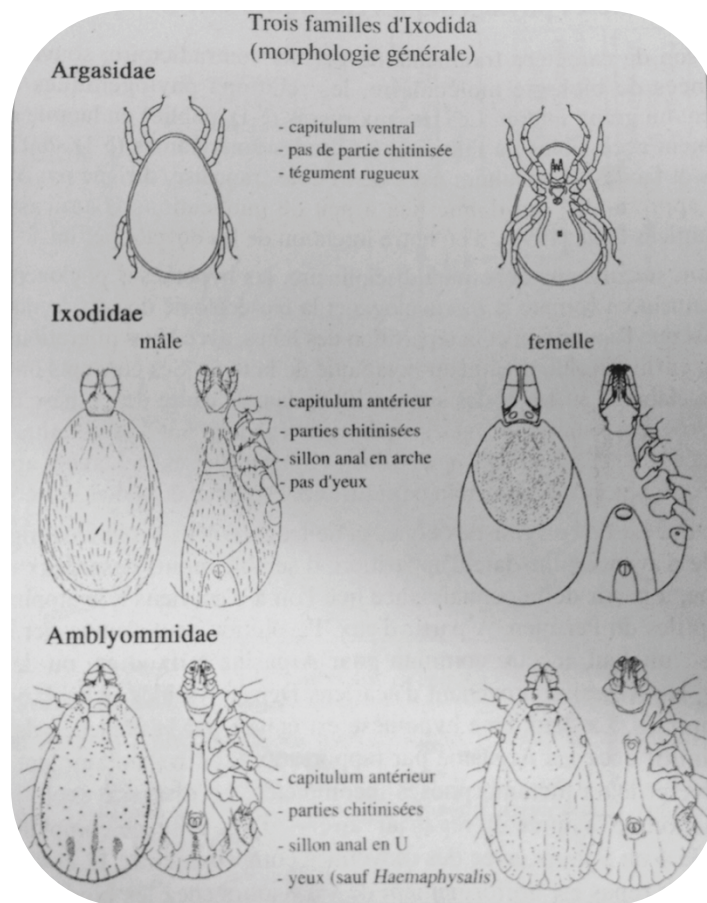 Trois familles d'Ixodida
(morphologie générale)
Argasidae
- capitulum ventral
- pas de partie chitinisée
- tégument rugueux
Ixodidae
mâle
femelle
- capitulum antérieur
- parties chitinisées
- sillon anal en arche
- pas d'yeux
Amblyommidae
- capitulum antérieur
- parties chitinisées
- sillon anal en U
- yeux (sauf Haemaphysalis)